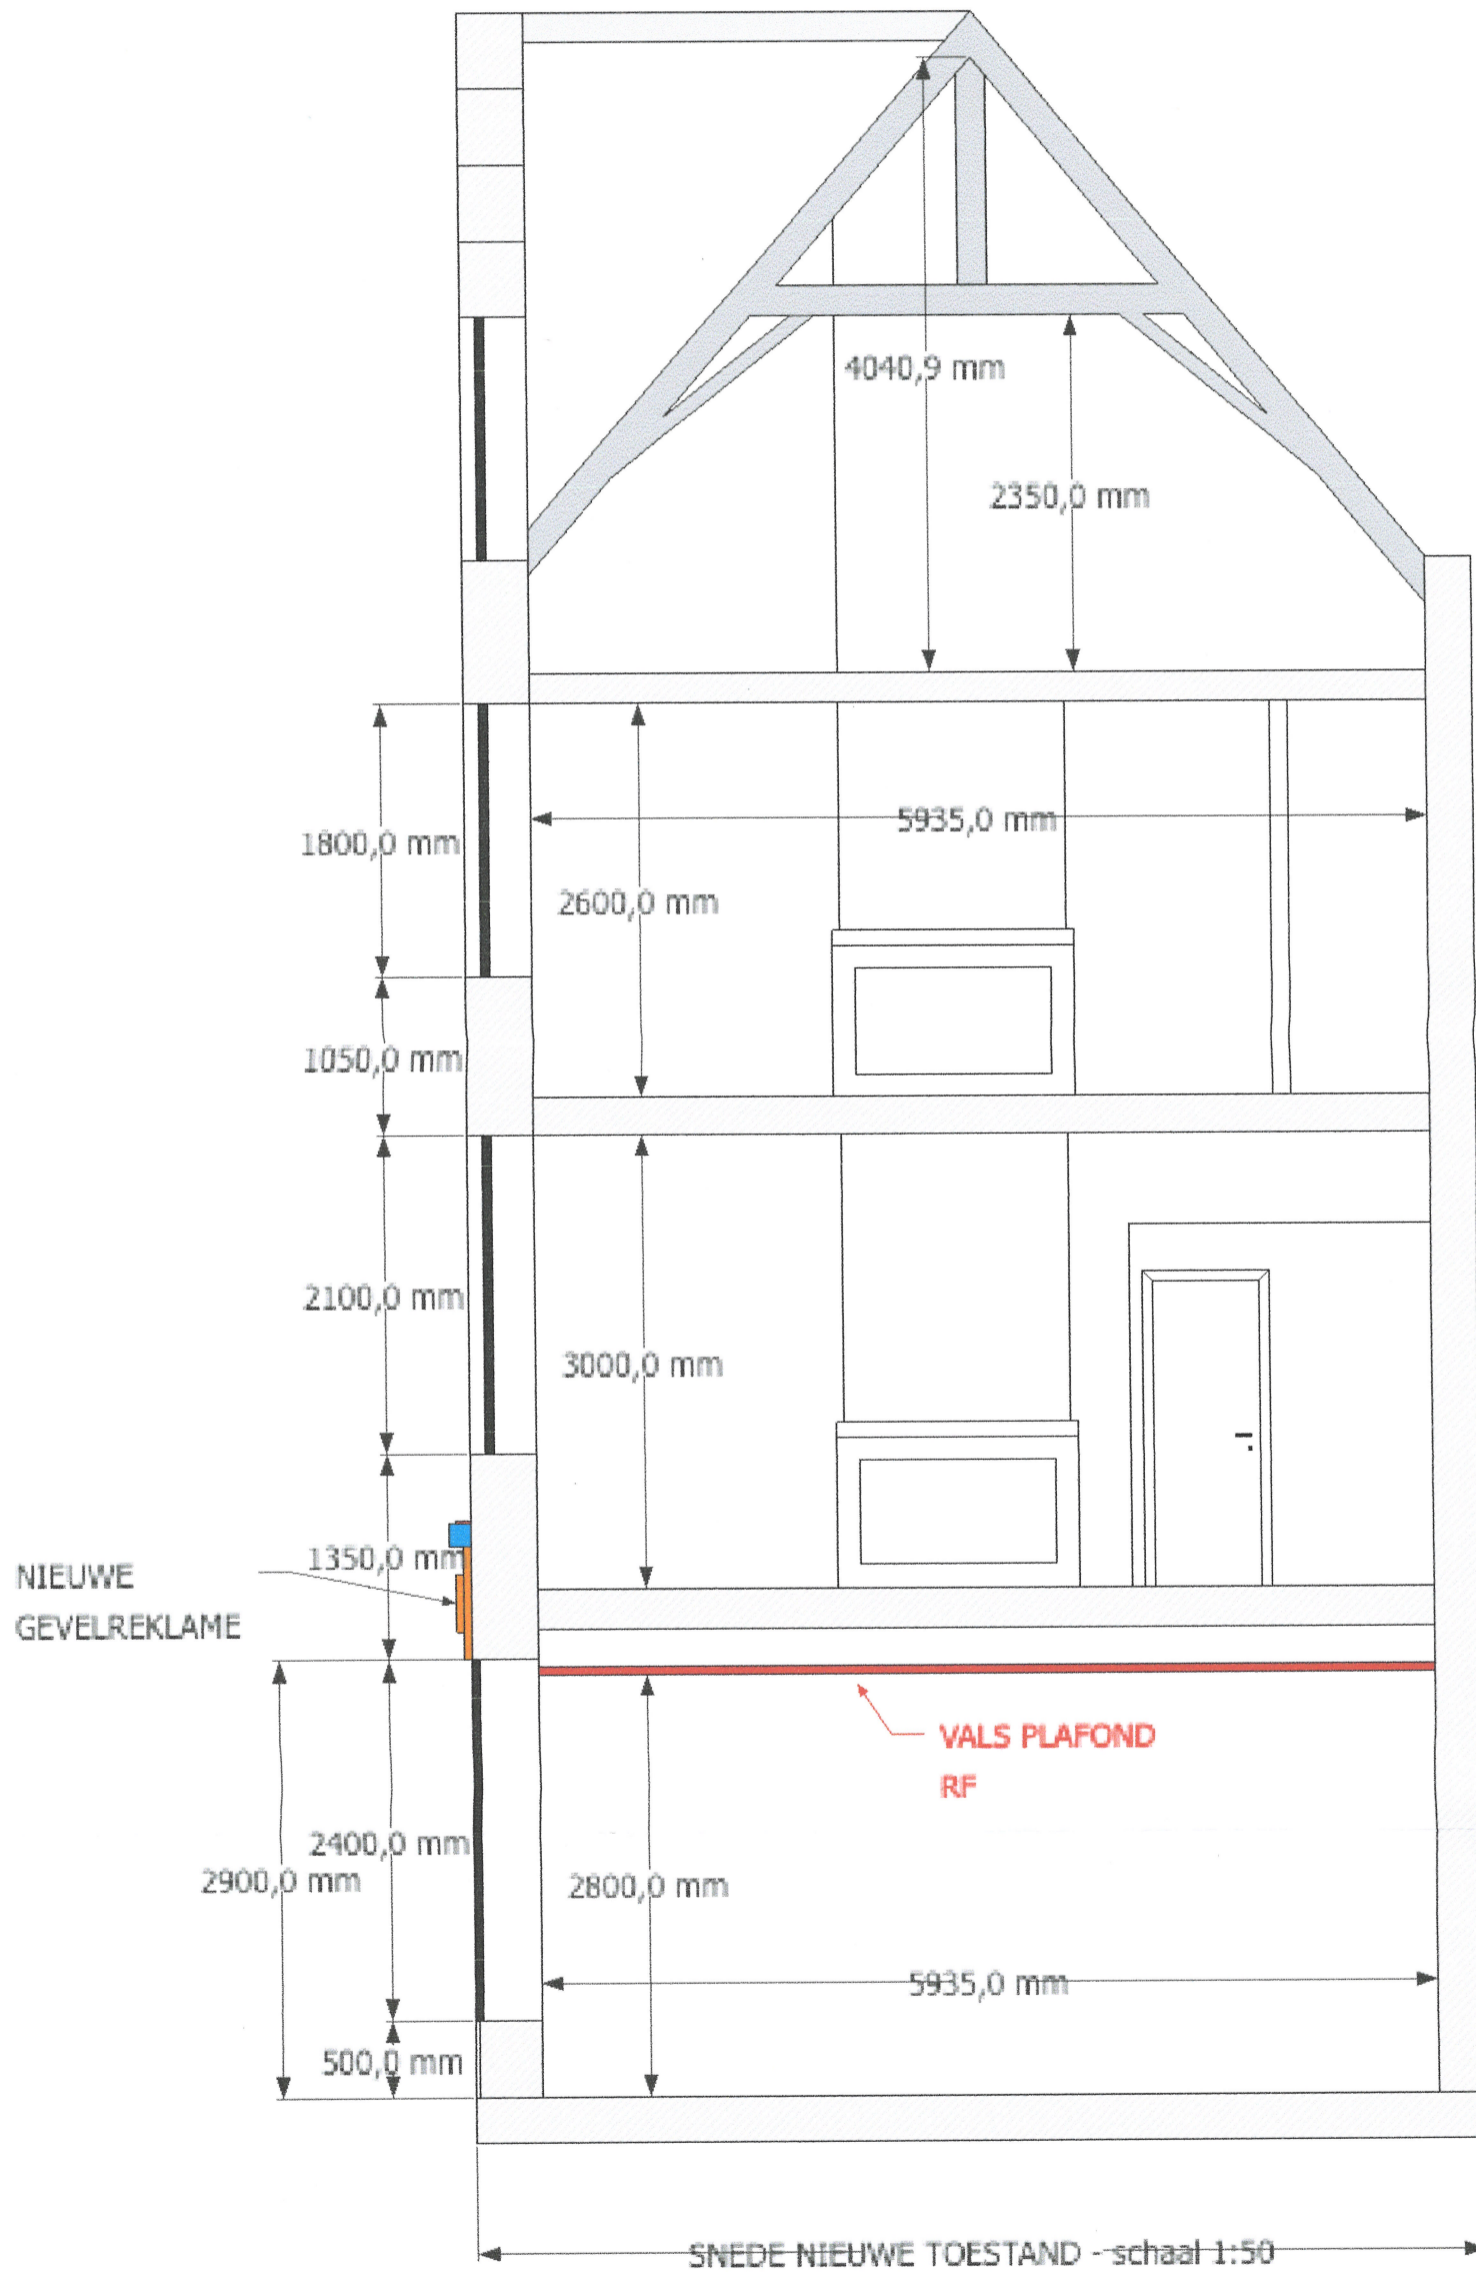 4040,9 mm
2350,0 mm
5935,0 mm
1800,0 mm
2600,0 mm
1050,0 mm
2100,0 mm
3000,0 mm
1350,0 mm
NIEUWE
GEVELREKLAME
VALS PLAFOND
RF
2400,0 mm
2900,0 mm
2800,0 mm
5935,0 mm
500,0 mm
SNEDE NIEUWE TOESTAND - schaal 1:50